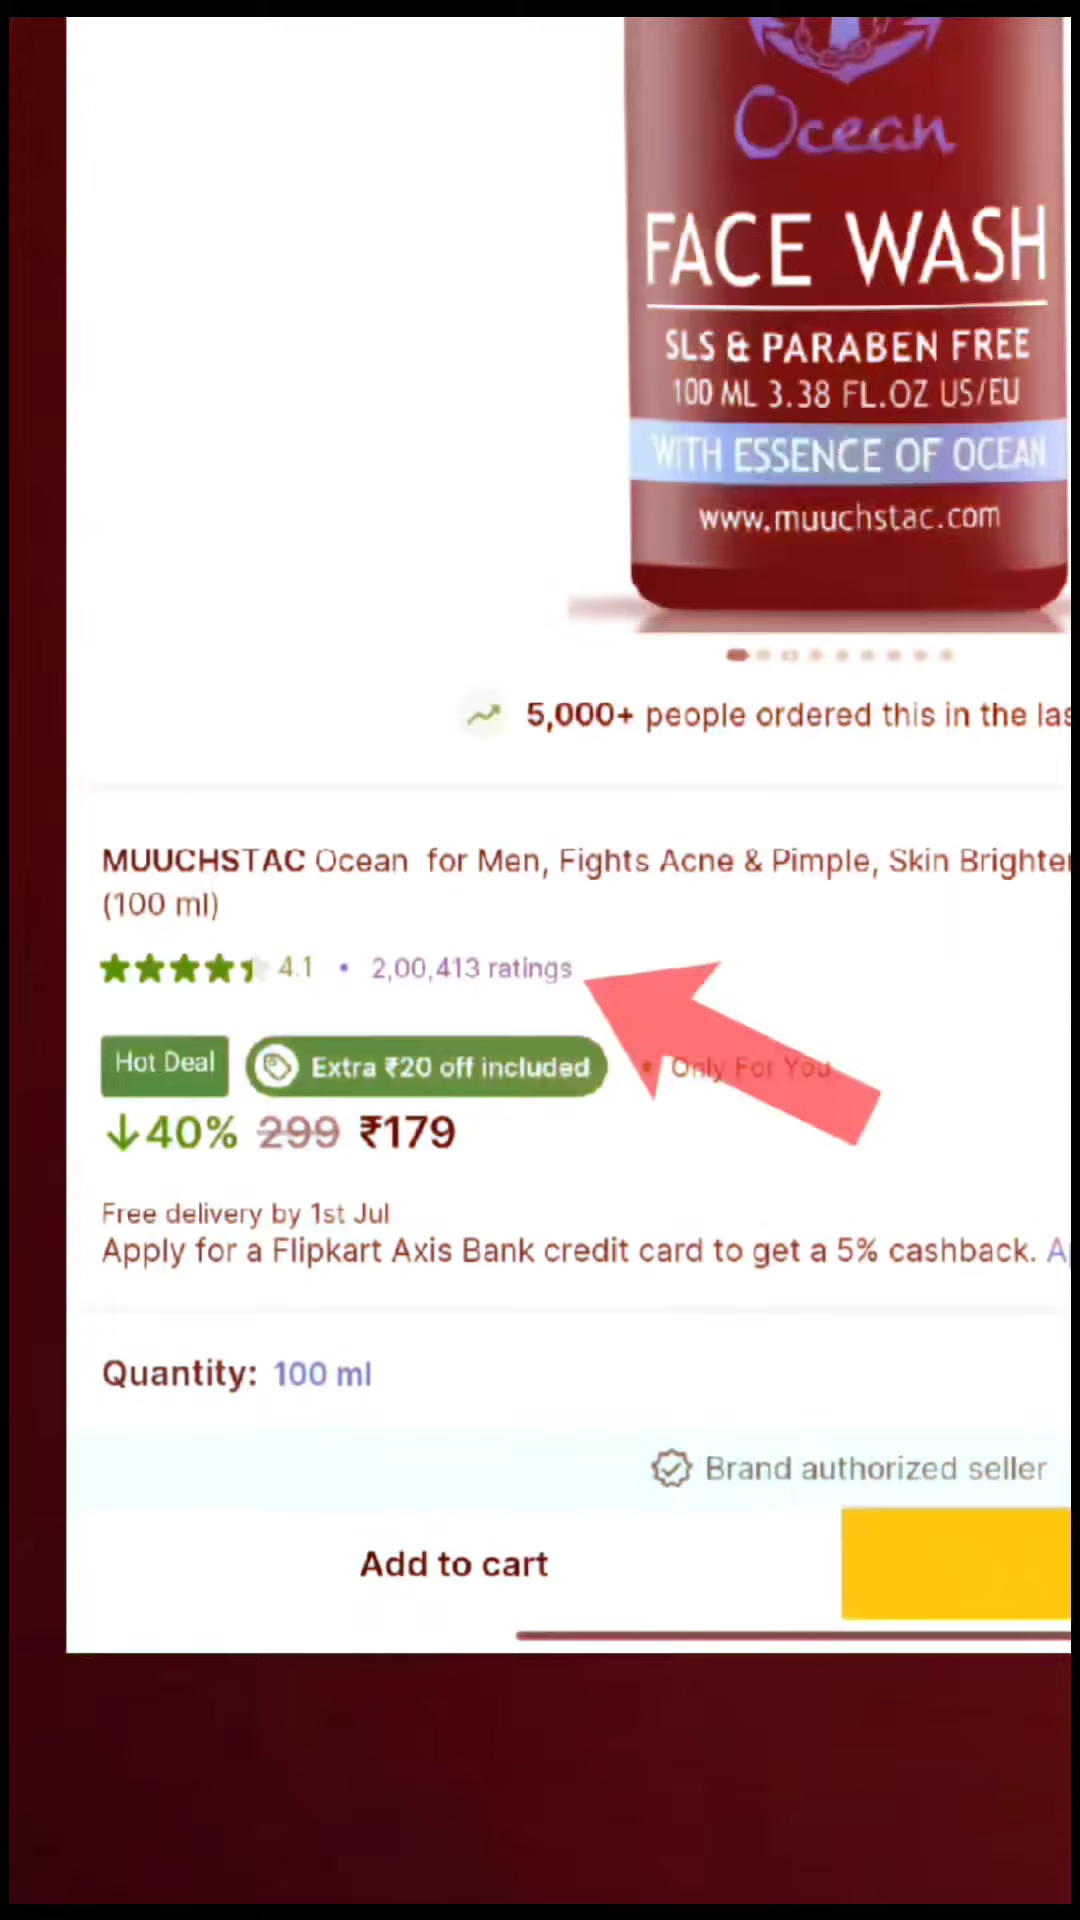 Ocean
FACE WASH
SLS & PARABEN FREE
100 ML 3.38 FL.OZ US/EU
WITH ESSENCE OF OCEAN
www.muuchstac.com
5,000+ people ordered this in the las
MUUCHSTAC Ocean for Men, Fights Acne & Pimple, Skin Brighte
(100 ml)
4.1 • 2,00,413 ratings
Hot Deal Extra ₹20 off included • Only For You
↓40% 299 ₹179
Free delivery by 1st Jul
Apply for a Flipkart Axis Bank credit card to get a 5% cashback. A
Quantity: 100 ml
Brand authorized seller
Add to cart